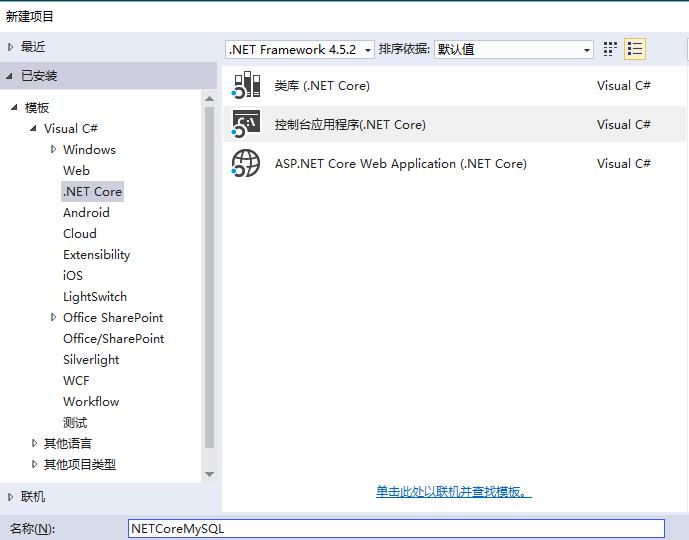 新建项目
最近
已安装
模板
Visual C#
Windows
Web
.NET Core
Android
Cloud
Extensibility
iOS
LightSwitch
Office SharePoint
Office/SharePoint
Silverlight
WCF
Workflow
测试
其他语言
其他项目类型
联机
.NET Framework 4.5.2 排序依据: 默认值
类库 (.NET Core) Visual C#
C:\ 控制台应用程序(.NET Core) Visual C#
ASP.NET Core Web Application (.NET Core) Visual C#
单击此处以联机并查找模板。
名称(N): NETCoreMySQL